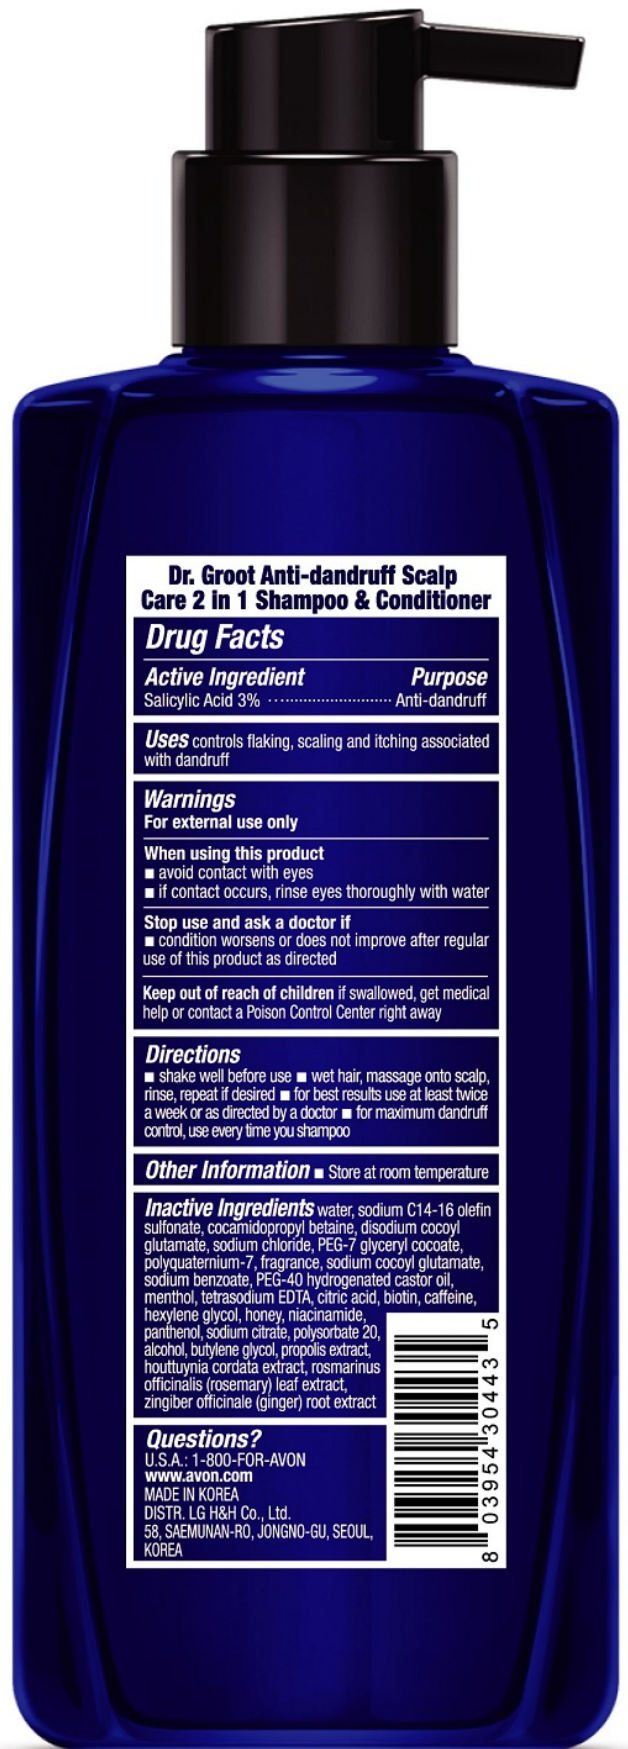 Dr. Groot Anti-dandruff Scalp
Care 2 in 1 Shampoo & Conditioner
Drug Facts
Active Ingredient Purpose
Salicylic Acid 3% ............................ Anti-dandruff
Uses controls flaking, scaling and itching associated
with dandruff
Warnings
For external use only
When using this product
■ avoid contact with eyes
■ if contact occurs, rinse eyes thoroughly with water
Stop use and ask a doctor if
■ condition worsens or does not improve after regular
use of this product as directed
Keep out of reach of children if swallowed, get medical
help or contact a Poison Control Center right away
Directions
■ shake well before use ■ wet hair, massage onto scalp,
rinse, repeat if desired ■ for best results use at least twice
a week or as directed by a doctor ■ for maximum dandruff
control, use every time you shampoo
Other Information ■ Store at room temperature
Inactive Ingredients water, sodium C14-16 olefin
sulfonate, cocamidopropyl betaine, disodium cocoyl
glutamate, sodium chloride, PEG-7 glyceryl cocoate,
polyquaternium-7, fragrance, sodium cocoyl glutamate,
sodium benzoate, PEG-40 hydrogenated castor oil,
menthol, tetrasodium EDTA, citric acid, biotin, caffeine,
hexylene glycol, honey, niacinamide,
panthenol, sodium citrate, polysorbate 20,
alcohol, butylene glycol, propolis extract,
houttuynia cordata extract, rosmarinus
officinalis (rosemary) leaf extract,
zingiber officinale (ginger) root extract
Questions?
U.S.A.: 1-800-FOR-AVON
www.avon.com
MADE IN KOREA
DISTR. LG H&H Co., Ltd.
58, SAEMUNAN-RO, JONGNO-GU, SEOUL,
KOREA
8 03954 30443 5